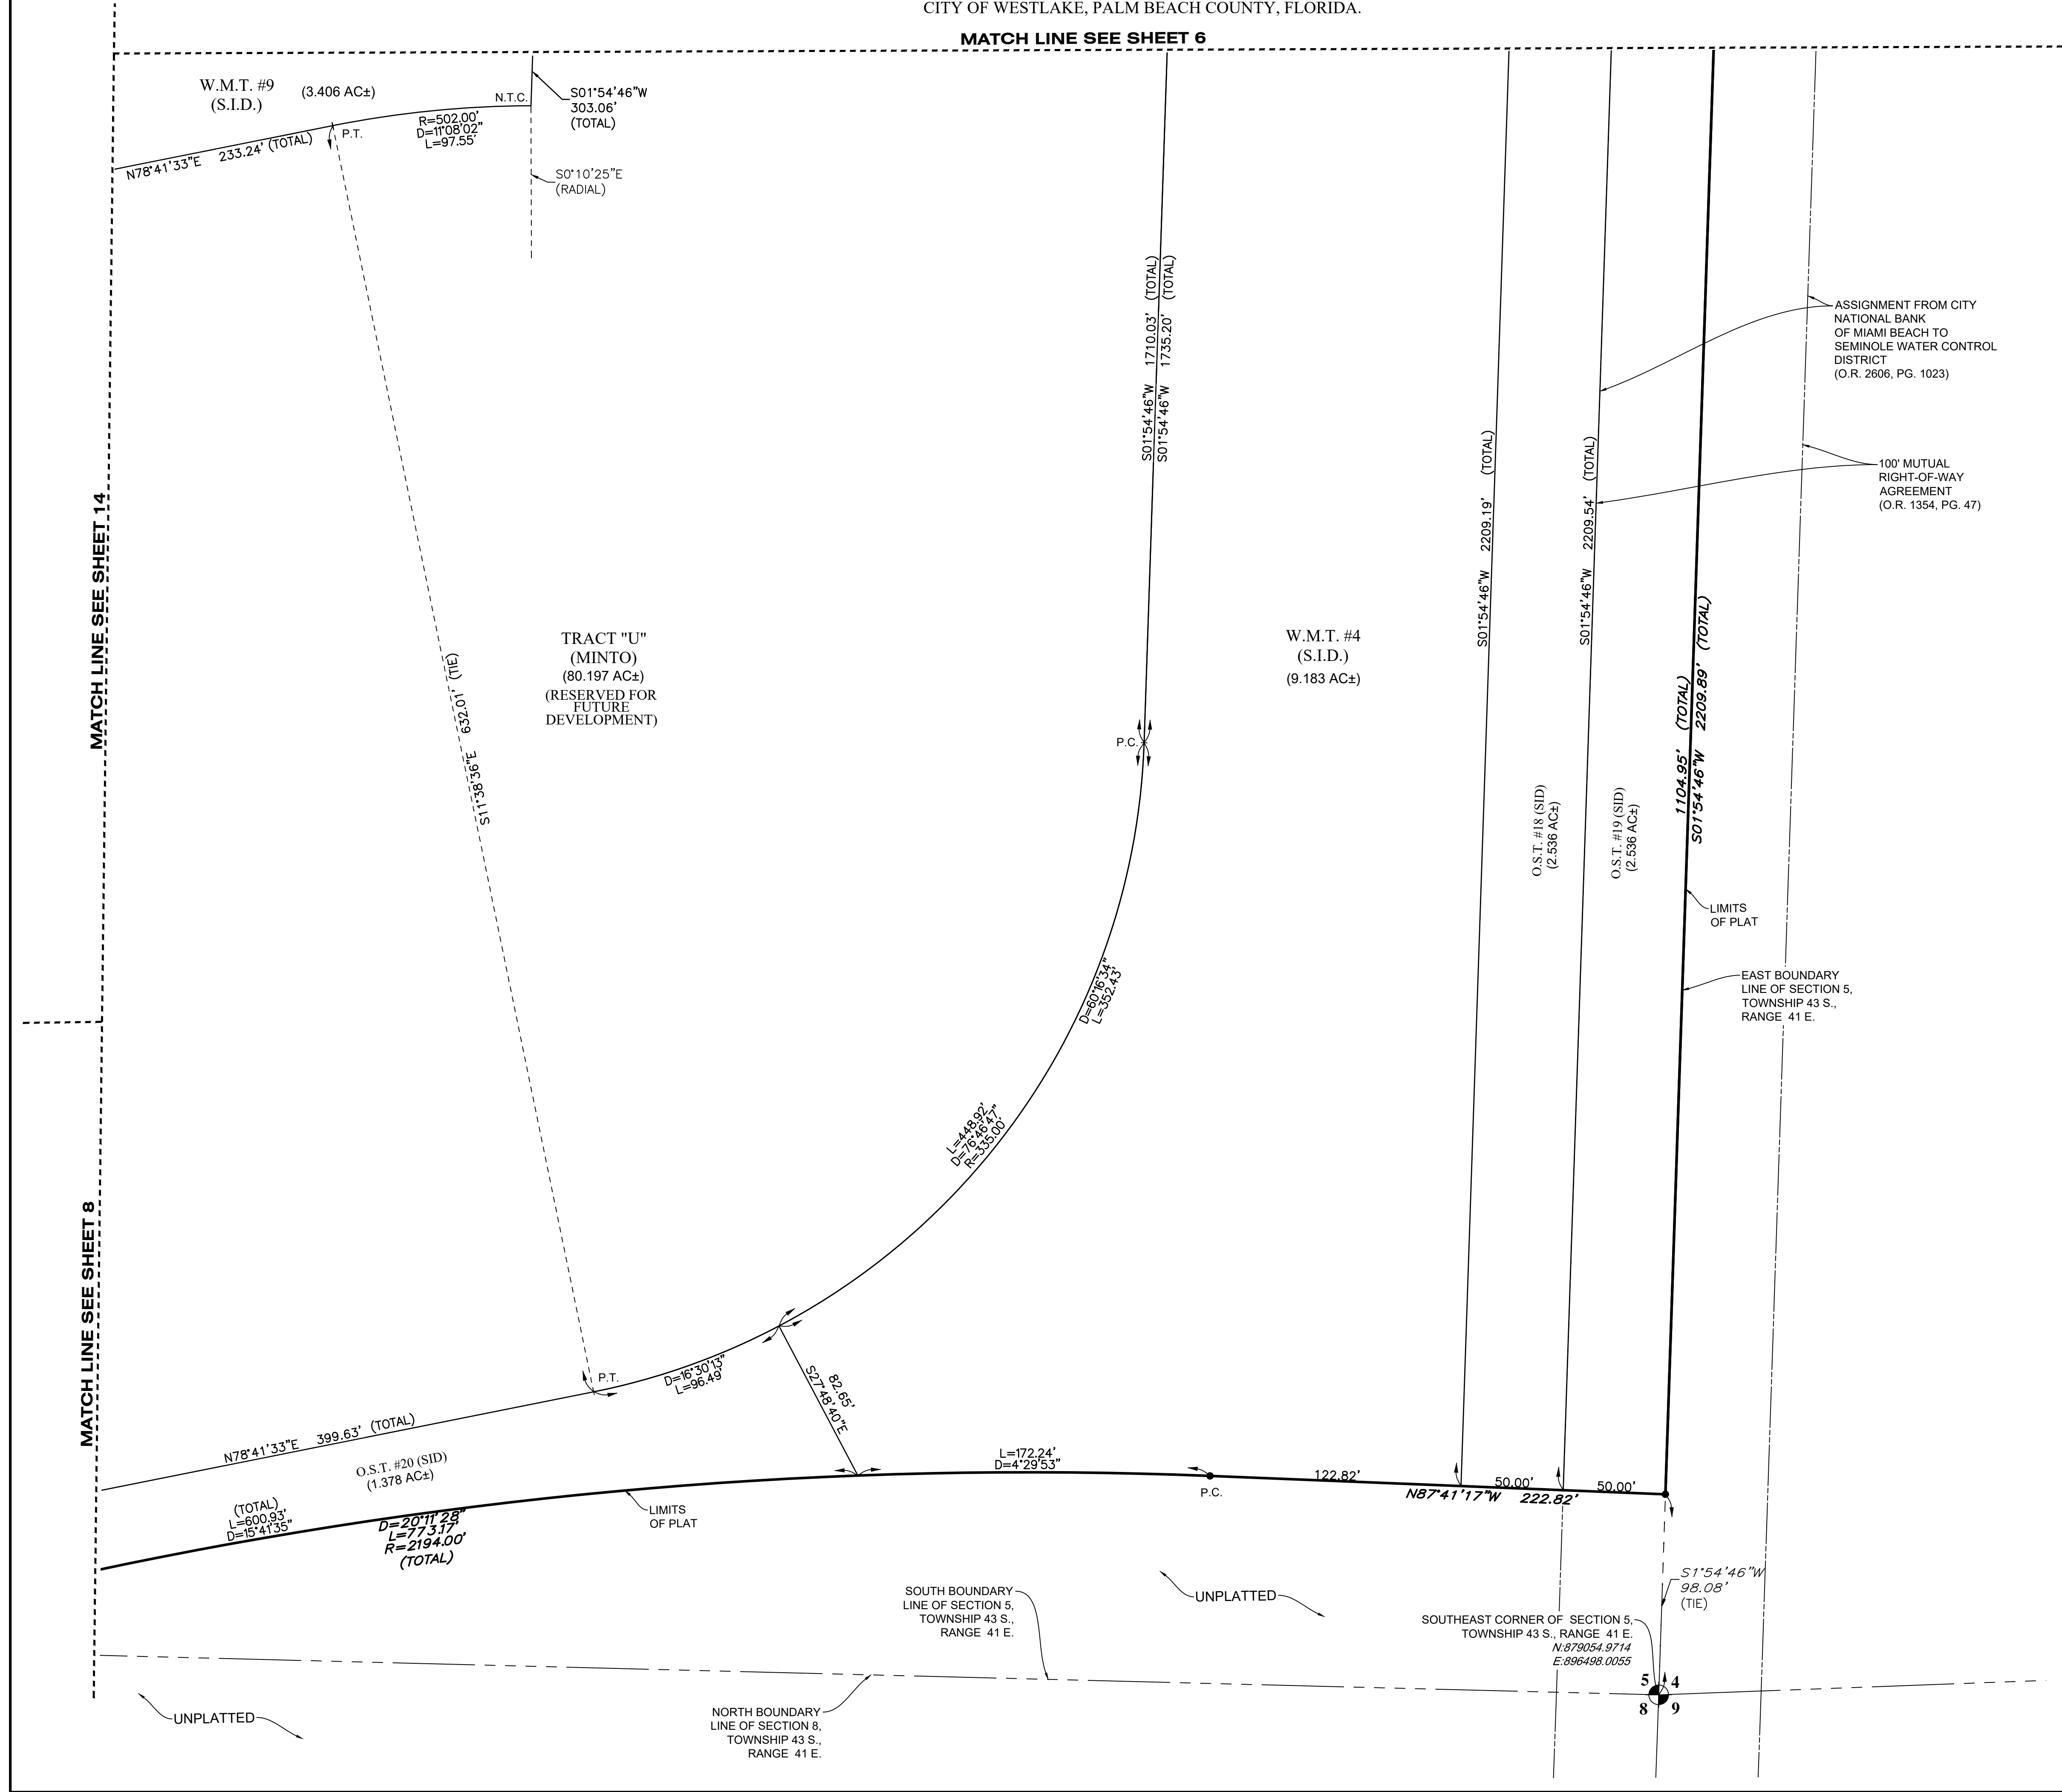 CITY OF WESTLAKE, PALM BEACH COUNTY, FLORIDA.
MATCH LINE SEE SHEET 6
W.M.T. #9
(S.I.D.)
(3.406 AC±)
N.T.C.
S01°54'46"W
303.06'
(TOTAL)
R=502.00'
D=11°08'02"
L=97.55'
P.T.
N78°41'33"E 233.24' (TOTAL)
S0°10'25"E
(RADIAL)
S01°54'46"W 1710.03' (TOTAL)
S01°54'46"W 1735.20' (TOTAL)
ASSIGNMENT FROM CITY
NATIONAL BANK
OF MIAMI BEACH TO
SEMINOLE WATER CONTROL
DISTRICT
(O.R. 2606, PG. 1023)
100' MUTUAL
RIGHT-OF-WAY
AGREEMENT
(O.R. 1354, PG. 47)
S01°54'46"W 2209.19' (TOTAL)
S01°54'46"W 2209.54' (TOTAL)
MATCH LINE SEE SHEET 14
S11°38'36"E 632.01' (TIE)
TRACT "U"
(MINTO)
(80.197 AC±)
(RESERVED FOR
FUTURE
DEVELOPMENT)
W.M.T. #4
(S.I.D.)
(9.183 AC±)
1104.95' (TOTAL)
S01°54'46"W 2209.89' (TOTAL)
P.C.
O.S.T. #18 (SID)
(2.536 AC±)
O.S.T. #19 (SID)
(2.536 AC±)
LIMITS
OF PLAT
EAST BOUNDARY
LINE OF SECTION 5,
TOWNSHIP 43 S.,
RANGE 41 E.
D=60°16'34"
L=352.43'
L=448.92'
D=76°46'47"
R=335.00'
MATCH LINE SEE SHEET 8
P.T.
D=16°30'13"
L=96.49'
82.65'
S27°48'40"E
N78°41'33"E 399.63' (TOTAL)
O.S.T. #20 (SID)
(1.378 AC±)
L=172.24'
D=4°29'53"
P.C.
122.82'
50.00'
50.00'
N87°41'17"W 222.82'
(TOTAL)
L=600.93'
D=15°41'35"
D=20°11'28"
L=773.17'
R=2194.00'
(TOTAL)
LIMITS
OF PLAT
S1°54'46"W
98.08'
(TIE)
SOUTH BOUNDARY
LINE OF SECTION 5,
TOWNSHIP 43 S.,
RANGE 41 E.
UNPLATTED
SOUTHEAST CORNER OF SECTION 5,
TOWNSHIP 43 S., RANGE 41 E.
N:879054.9714
E:896498.0055
5 4
8 9
UNPLATTED
NORTH BOUNDARY
LINE OF SECTION 8,
TOWNSHIP 43 S.,
RANGE 41 E.